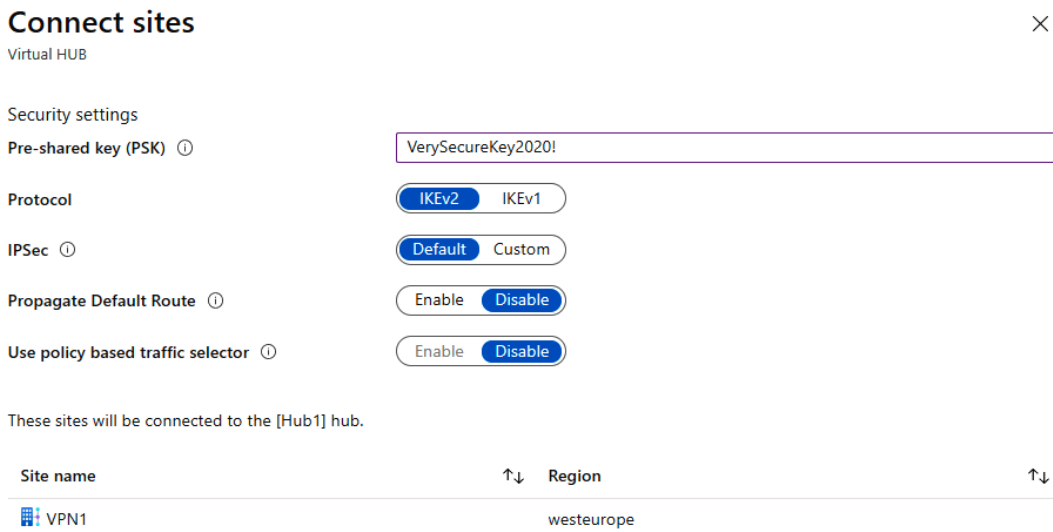 Connect sites
Virtual HUB
Security settings
Pre-shared key (PSK)
VerySecureKey2020!
Protocol
IKEv2 IKEv1
IPSec
Default Custom
Propagate Default Route
Enable Disable
Use policy based traffic selector
Enable Disable
These sites will be connected to the [Hub1] hub.
Site name Region
VPN1 westeurope